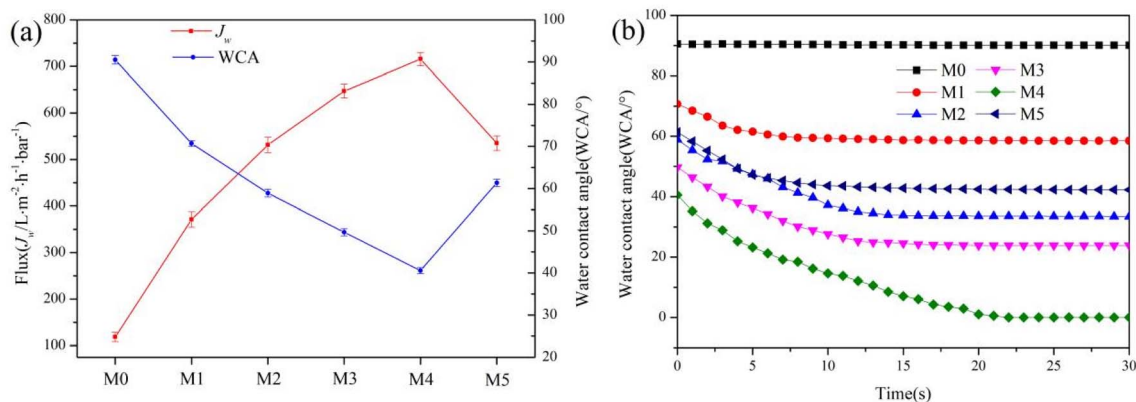 (a)
J_w
WCA
Flux(J_w/L·m⁻²·h⁻¹·bar⁻¹)
800
700
600
500
400
300
200
100
M0 M1 M2 M3 M4 M5
100
90
80
70
60
50
40
30
20
Water contact angle(WCA/°)
(b)
M0 M3
M1 M4
M2 M5
Water contact angle(WCA/°)
100
80
60
40
20
0
0 5 10 15 20 25 30
Time(s)